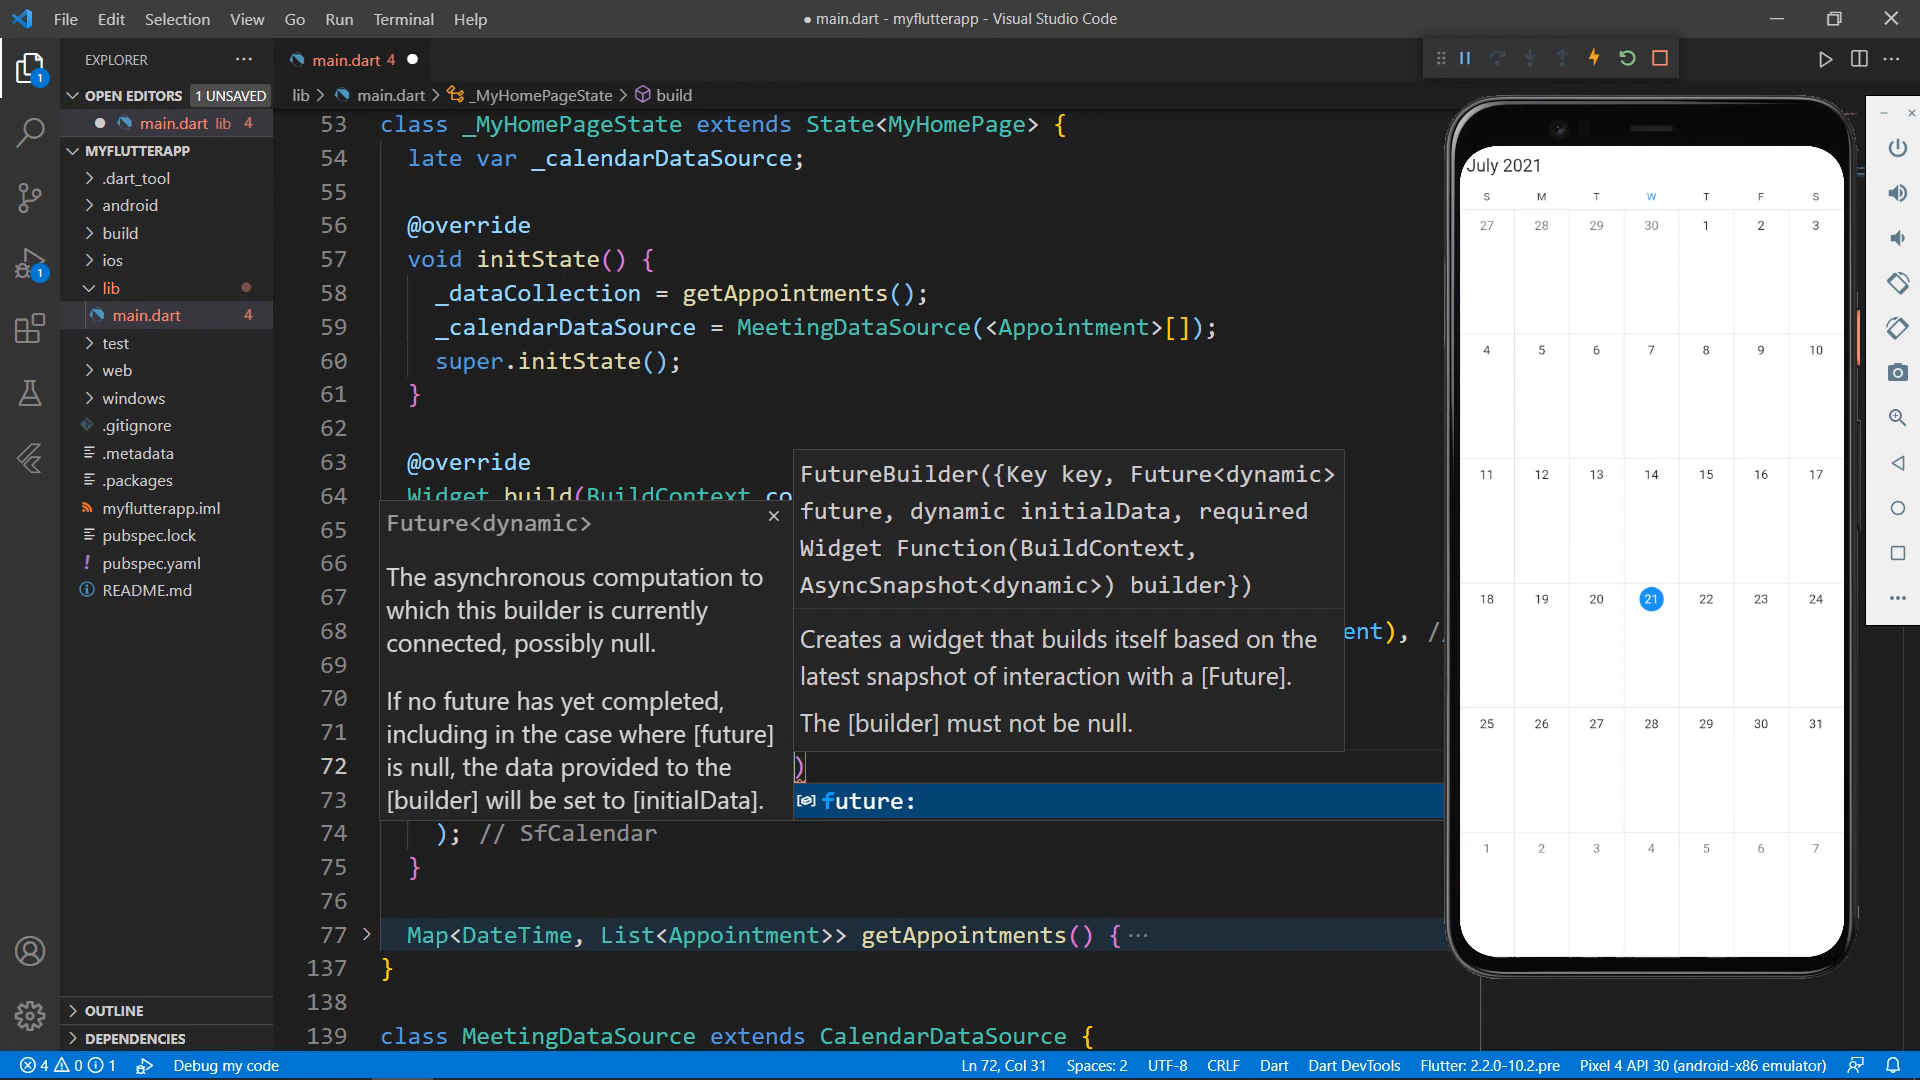 File Edit Selection View Go Run Terminal Help
● main.dart - myflutterapp - Visual Studio Code
EXPLORER
OPEN EDITORS 1 UNSAVED
main.dart lib 4
MYFLUTTERAPP
.dart_tool
android
build
ios
lib
main.dart 4
test
web
windows
.gitignore
.metadata
.packages
myflutterapp.iml
pubspec.lock
pubspec.yaml
README.md
OUTLINE
DEPENDENCIES
1
1
main.dart 4
lib > main.dart > _MyHomePageState > build
53 class _MyHomePageState extends State<MyHomePage> {
54 late var _calendarDataSource;
55
56 @override
57 void initState() {
58 _dataCollection = getAppointments();
59 _calendarDataSource = MeetingDataSource(<Appointment>[]);
60 super.initState();
61 }
62
63 @override
64 Widget build(BuildContext co
65
66
67
68 ent), //
69
70
71
72 )
73
74 ); // SfCalendar
75 }
76
77 Map<DateTime, List<Appointment>> getAppointments() { ···
137 }
138
139 class MeetingDataSource extends CalendarDataSource {
Future<dynamic>
The asynchronous computation to
which this builder is currently
connected, possibly null.
If no future has yet completed,
including in the case where [future]
is null, the data provided to the
[builder] will be set to [initialData].
FutureBuilder({Key key, Future<dynamic>
future, dynamic initialData, required
Widget Function(BuildContext,
AsyncSnapshot<dynamic>) builder})
Creates a widget that builds itself based on the
latest snapshot of interaction with a [Future].
The [builder] must not be null.
future:
July 2021
S M T W T F S
27 28 29 30 1 2 3
4 5 6 7 8 9 10
11 12 13 14 15 16 17
18 19 20 21 22 23 24
25 26 27 28 29 30 31
1 2 3 4 5 6 7
4 0 1 Debug my code
Ln 72, Col 31 Spaces: 2 UTF-8 CRLF Dart Dart DevTools Flutter: 2.2.0-10.2.pre Pixel 4 API 30 (android-x86 emulator)